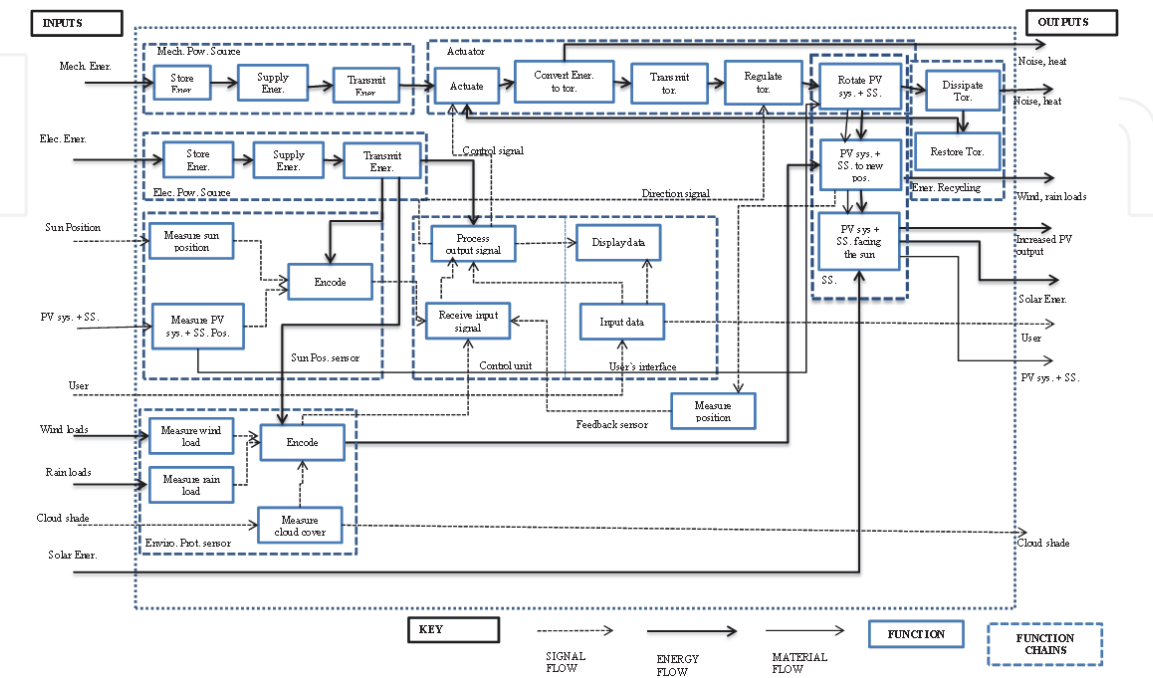 INPUTS
OUTPUTS
Mech. Pow. Source
Actuator
Noise, heat
Mech. Ener.
Store
Ener.
Supply
Ener.
Transmit
Ener.
Actuate
Convert Ener.
to tor.
Transmit
tor.
Regulate
tor.
Rotate PV
sys. + SS.
Dissipate
Tor.
Noise, heat
Elec. Ener.
Store
Ener.
Supply
Ener.
Transmit
Ener.
Control signal
PV sys. +
SS. to new
pos.
Restore Tor.
Elec. Pow. Source
Direction signal
Ener. Recycling
Wind, rain loads
Sun Position
Measure sun
position
Process
output signal
Display data
PV sys +
SS. facing
the sun
Increased PV
output
Encode
SS.
Solar Ener.
PV sys. + SS.
Measure PV
sys. + SS. Pos.
Receive input
signal
Input data
User
Sun Pos. sensor
Control unit
User`s interface
PV sys. + SS.
User
Measure
position
Feedback sensor
Wind loads
Measure wind
load
Encode
Rain loads
Measure rain
load
Cloud shade
Measure
cloud cover
Enviro. Prot. sensor
Cloud shade
Solar Ener.
KEY
SIGNAL
FLOW
ENERGY
FLOW
MATERIAL
FLOW
FUNCTION
FUNCTION
CHAINS